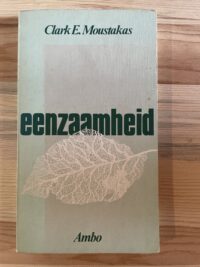 Clark E. Moustakas
eenzaamheid
Ambo